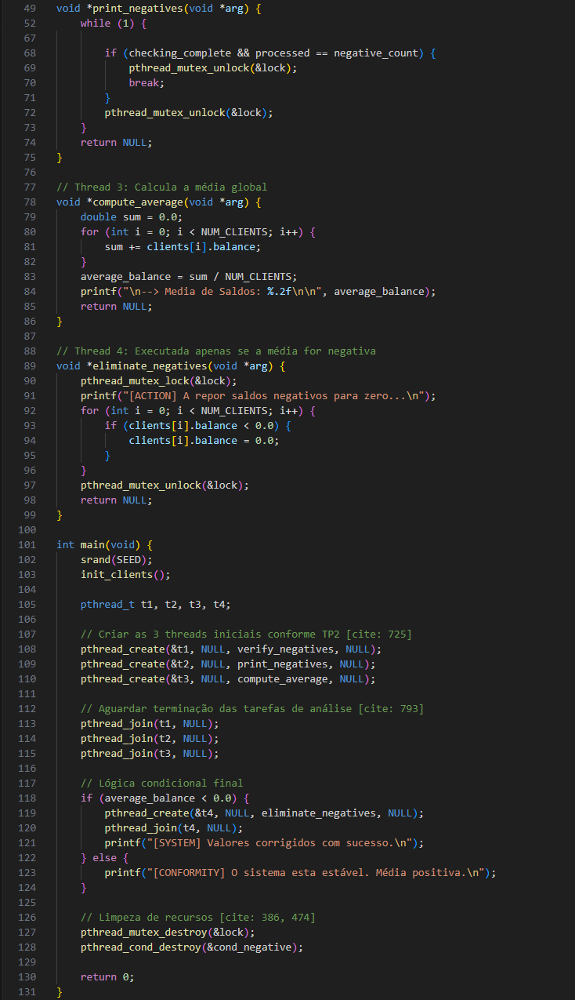 49 void *print_negatives(void *arg) {
52     while (1) {
67
68         if (checking_complete && processed == negative_count) {
69             pthread_mutex_unlock(&lock);
70             break;
71         }
72         pthread_mutex_unlock(&lock);
73     }
74     return NULL;
75 }
76
77 // Thread 3: Calcula a média global
78 void *compute_average(void *arg) {
79     double sum = 0.0;
80     for (int i = 0; i < NUM_CLIENTS; i++) {
81         sum += clients[i].balance;
82     }
83     average_balance = sum / NUM_CLIENTS;
84     printf("\n--> Media de Saldos: %.2f\n\n", average_balance);
85     return NULL;
86 }
87
88 // Thread 4: Executada apenas se a média for negativa
89 void *eliminate_negatives(void *arg) {
90     pthread_mutex_lock(&lock);
91     printf("[ACTION] A repor saldos negativos para zero...\n");
92     for (int i = 0; i < NUM_CLIENTS; i++) {
93         if (clients[i].balance < 0.0) {
94             clients[i].balance = 0.0;
95         }
96     }
97     pthread_mutex_unlock(&lock);
98     return NULL;
99 }
100
101 int main(void) {
102     srand(SEED);
103     init_clients();
104
105     pthread_t t1, t2, t3, t4;
106
107     // Criar as 3 threads iniciais conforme TP2 [cite: 725]
108     pthread_create(&t1, NULL, verify_negatives, NULL);
109     pthread_create(&t2, NULL, print_negatives, NULL);
110     pthread_create(&t3, NULL, compute_average, NULL);
111
112     // Aguardar terminação das tarefas de análise [cite: 793]
113     pthread_join(t1, NULL);
114     pthread_join(t2, NULL);
115     pthread_join(t3, NULL);
116
117     // Lógica condicional final
118     if (average_balance < 0.0) {
119         pthread_create(&t4, NULL, eliminate_negatives, NULL);
120         pthread_join(t4, NULL);
121         printf("[SYSTEM] Valores corrigidos com sucesso.\n");
122     } else {
123         printf("[CONFORMITY] O sistema esta estável. Média positiva.\n");
124     }
125
126     // Limpeza de recursos [cite: 386, 474]
127     pthread_mutex_destroy(&lock);
128     pthread_cond_destroy(&cond_negative);
129
130     return 0;
131 }